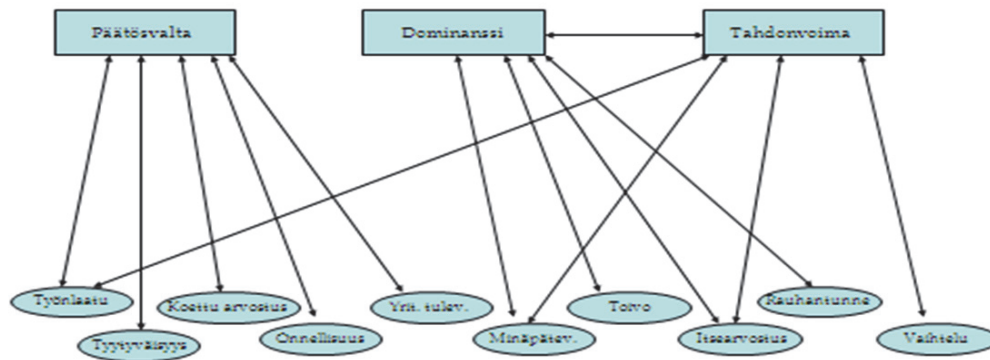 Päätösvalta
Dominanssi
Tahdonvoima
Työnlaatu
Koettu arvostus
Yrit. tulev.
Toivo
Rauhantunne
Tyytyväisyys
Onnellisuus
Minäpätev.
Itsearvostus
Vaihtelu